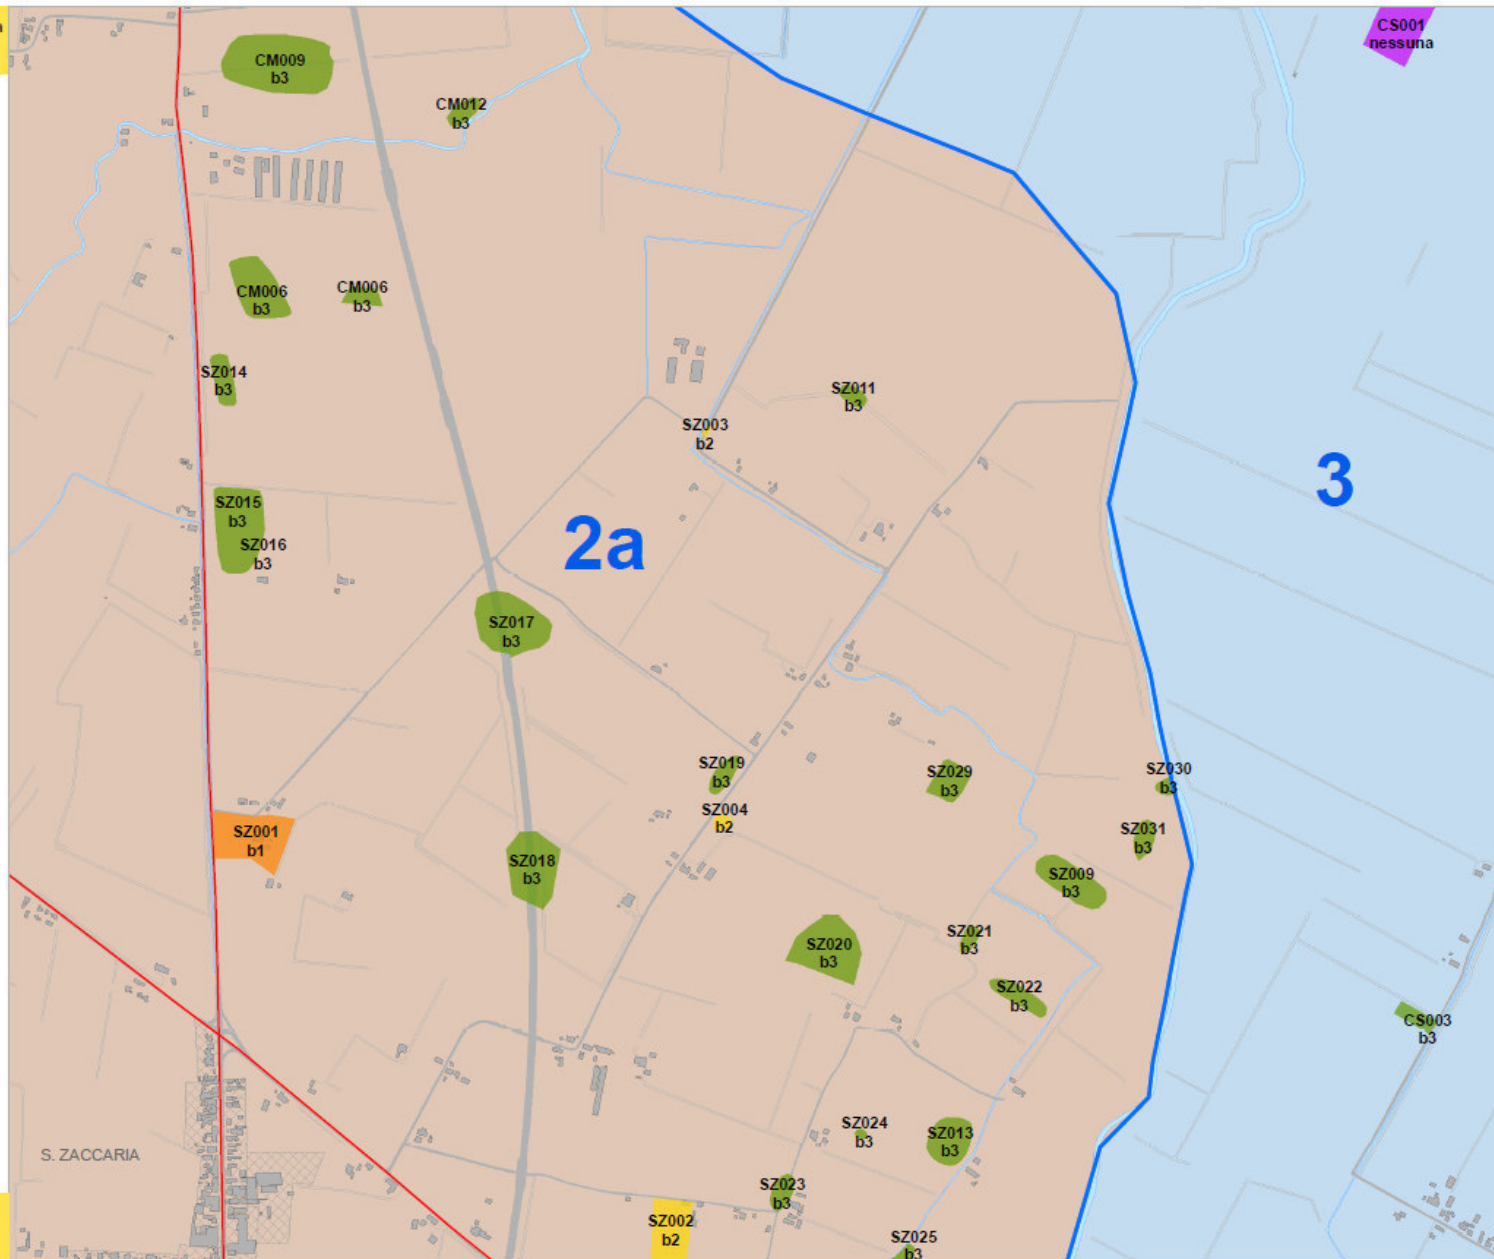 CS001
nessuna
CM009
b3
CM012
b3
CM006
b3
CM006
b3
SZ014
b3
SZ011
b3
SZ003
b2
3
SZ015
b3
SZ016
b3
2a
SZ017
b3
SZ019
b3
SZ029
b3
SZ030
b3
SZ004
b2
SZ001
b1
SZ031
b3
SZ018
b3
SZ009
b3
SZ021
b3
SZ020
b3
SZ022
b3
CS003
b3
SZ024
b3
SZ013
b3
S. ZACCARIA
SZ023
b3
SZ002
b2
SZ025
b3